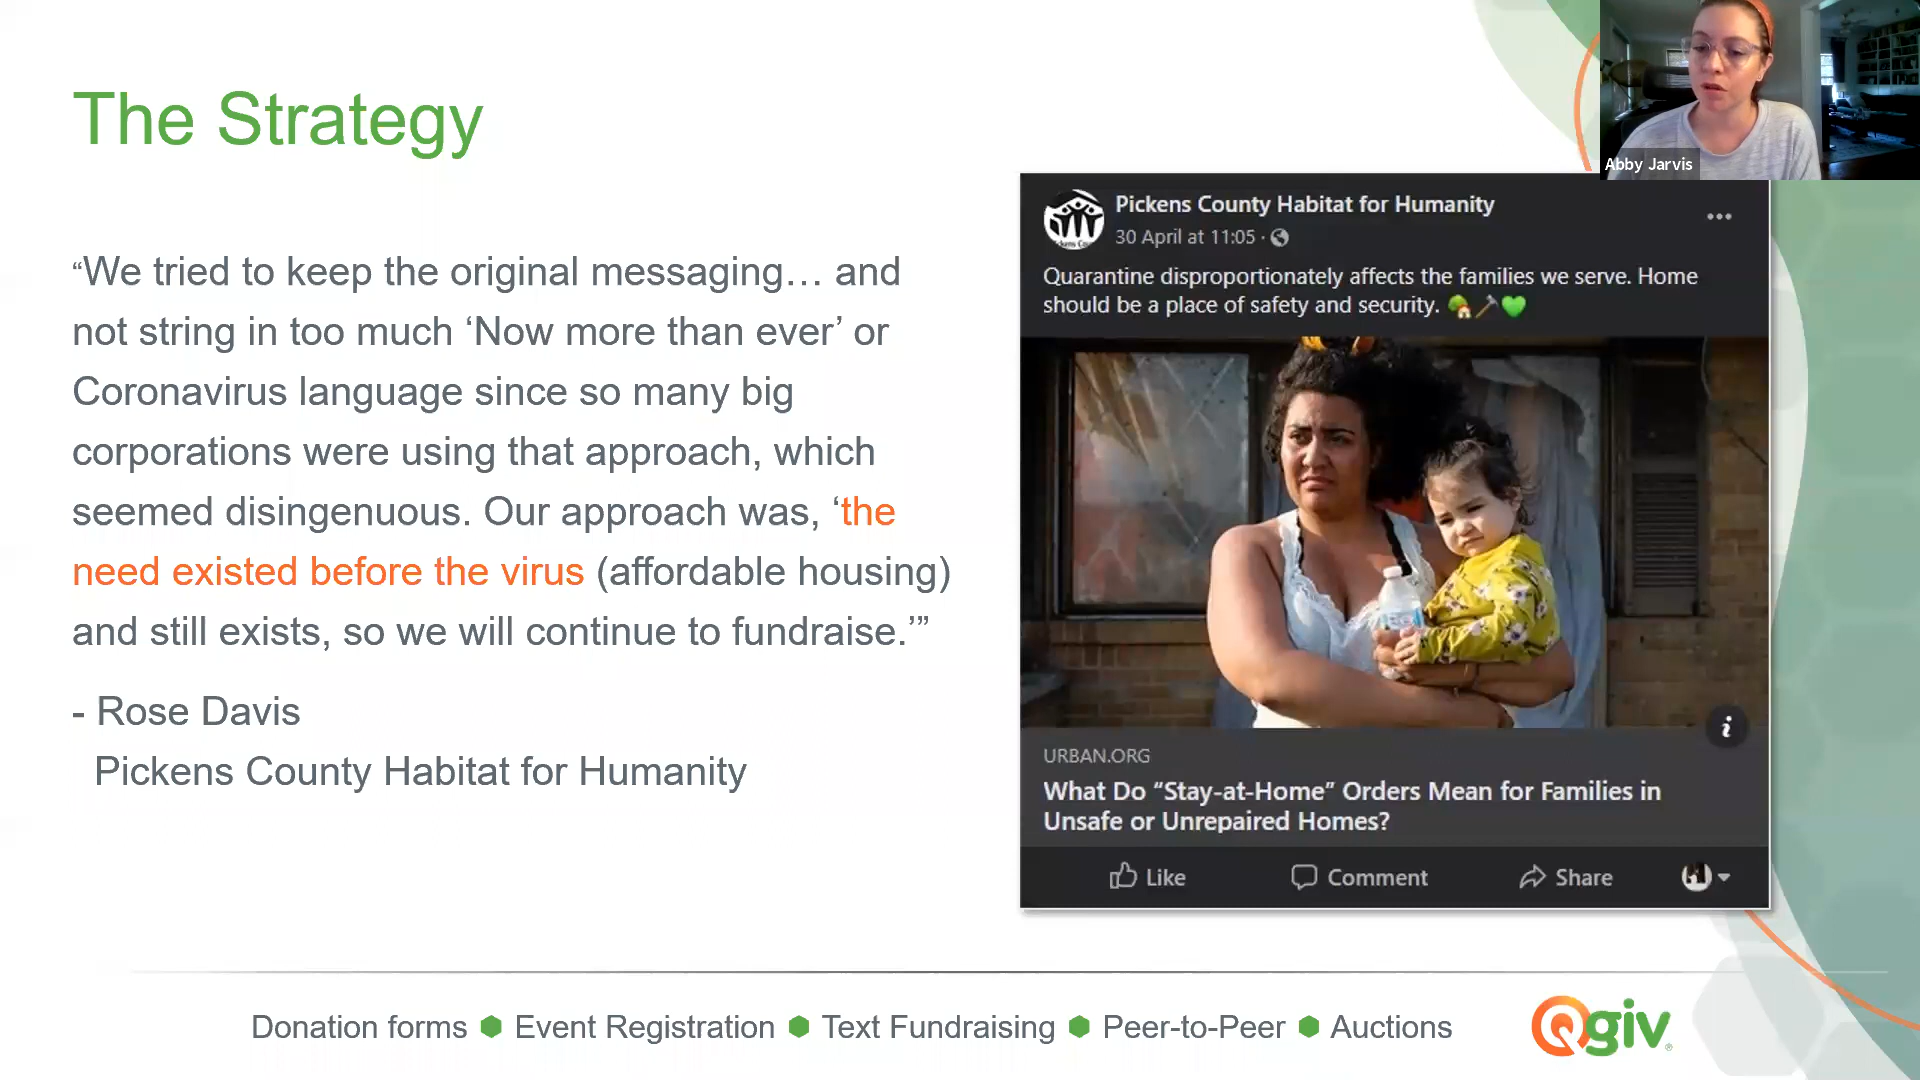 The Strategy
“We tried to keep the original messaging… and
not string in too much ‘Now more than ever’ or
Coronavirus language since so many big
corporations were using that approach, which
seemed disingenuous. Our approach was, ‘the
need existed before the virus (affordable housing)
and still exists, so we will continue to fundraise.’”
- Rose Davis
Pickens County Habitat for Humanity
Abby Jarvis
Pickens County Habitat for Humanity
30 April at 11:05 ·
Quarantine disproportionately affects the families we serve. Home
should be a place of safety and security. 🏡🔨💚
URBAN.ORG
What Do “Stay-at-Home” Orders Mean for Families in
Unsafe or Unrepaired Homes?
Like Comment Share
Donation forms Event Registration Text Fundraising Peer-to-Peer Auctions
Qgiv